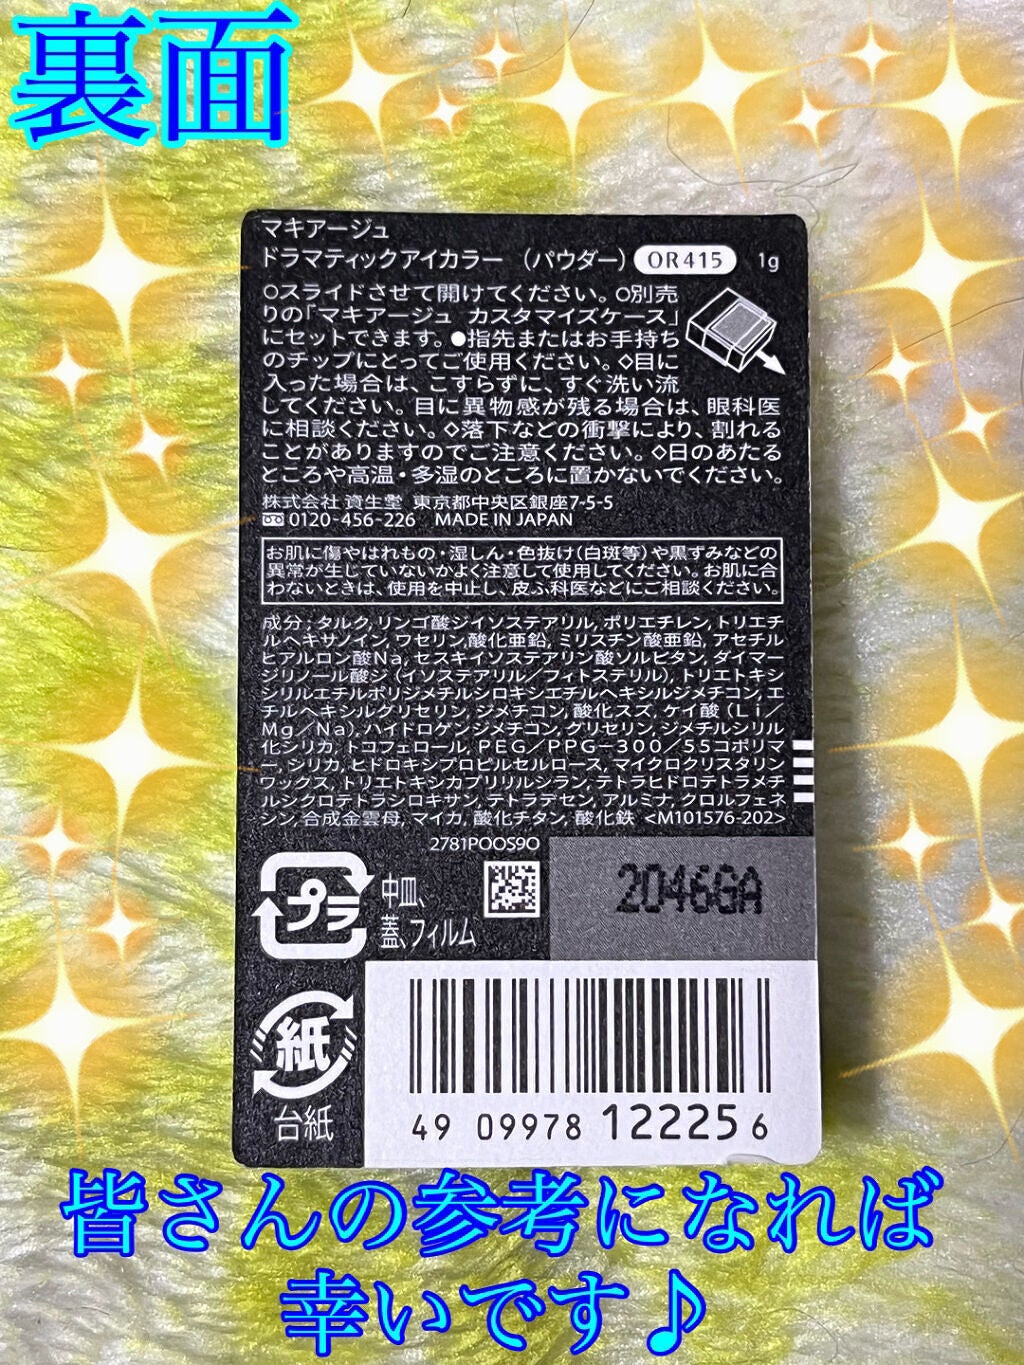 裏面
マキアージュ
ドラマティックアイカラー (パウダー) OR415 1g
○スライドさせて開けてください。○別売
りの「マキアージュ カスタマイズケース」
にセットできます。●指先またはお手持ち
のチップにとってご使用ください。◇目に
入った場合は、こすらずに、すぐ洗い流
してください。目に異物感が残る場合は、眼科医
に相談ください。◇落下などの衝撃により、割れる
ことがありますのでご注意ください。◇日のあたる
ところや高温・多湿のところに置かないでください。
株式会社 資生堂 東京都中央区銀座7-5-5
0120-456-226 MADE IN JAPAN
お肌に傷やはれもの・湿しん・色抜け(白斑等)や黒ずみなどの
異常が生じていないかよく注意して使用してください。お肌に合
わないときは、使用を中止し、皮ふ科医などにご相談ください。
成分：タルク, リンゴ酸ジイソステアリル, ポリエチレン, トリエチ
ルヘキサノイン, ワセリン, 酸化亜鉛, ミリスチン酸亜鉛, アセチル
ヒアルロン酸Na, セスキイソステアリン酸ソルビタン, ダイマー
ジリノール酸ジ (イソステアリル／フィトステリル), トリエトキシ
シリルエチルポリジメチルシロキシエチルヘキシルジメチコン, エ
チルヘキシルグリセリン, ジメチコン, 酸化スズ, ケイ酸 (Li／
Mg／Na), ハイドロゲンジメチコン, グリセリン, ジメチルシリル
化シリカ, トコフェロール, PEG／PPG－300／55コポリマ
ー, シリカ, ヒドロキシプロピルセルロース, マイクロクリスタリン
ワックス, トリエトキシカプリリルシラン, テトラヒドロテトラメチ
ルシクロテトラシロキサン, テトラデセン, アルミナ, クロルフェネ
シン, 合成金雲母, マイカ, 酸化チタン, 酸化鉄 <M101576-202>
2781POOS9O
プラ
中皿、
蓋、フィルム
2046GA
紙
台紙
49 09978 12225 6
皆さんの参考になれば
幸いです♪